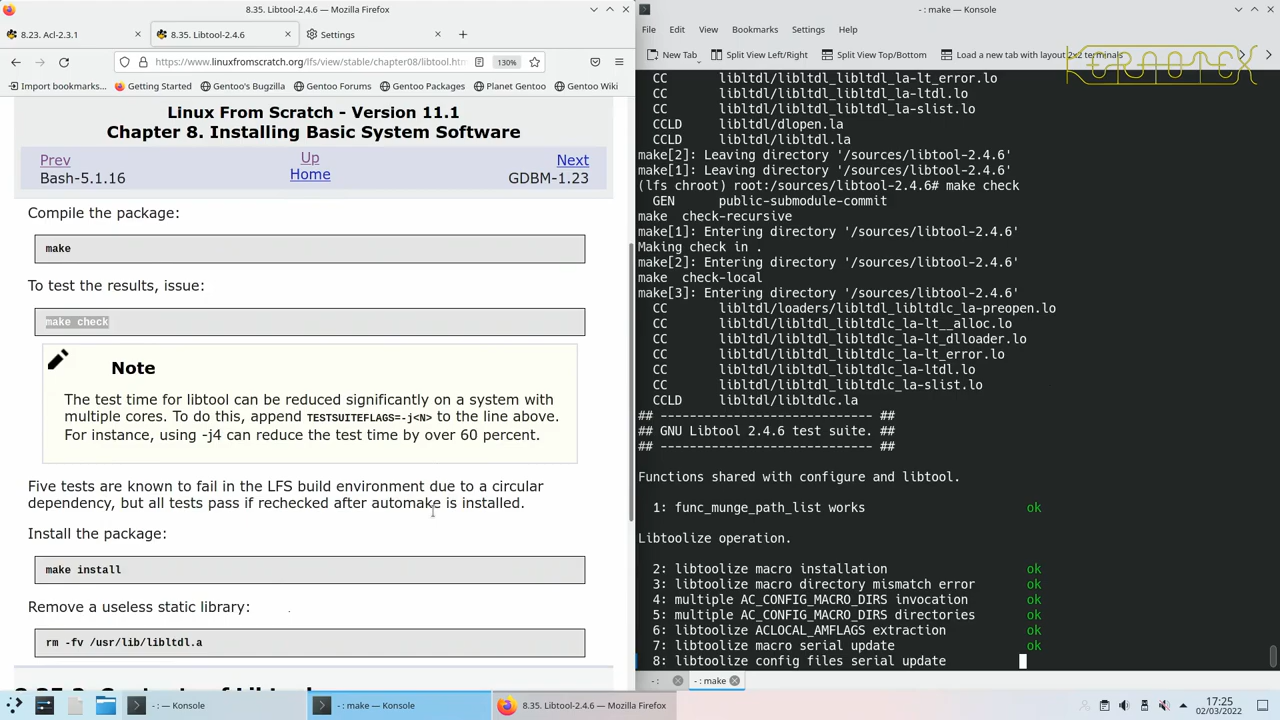 8.35. Libtool-2.4.6 — Mozilla Firefox
8.23. Acl-2.3.1
8.35. Libtool-2.4.6
Settings
https://www.linuxfromscratch.org/lfs/view/stable/chapter08/libtool.htm
130%
Import bookmarks...
Getting Started
Gentoo's Bugzilla
Gentoo Forums
Gentoo Packages
Planet Gentoo
Gentoo Wiki
Linux From Scratch - Version 11.1
Chapter 8. Installing Basic System Software
Prev
Up
Next
Bash-5.1.16
Home
GDBM-1.23
Compile the package:
make
To test the results, issue:
make check
Note
The test time for libtool can be reduced significantly on a system with
multiple cores. To do this, append TESTSUITEFLAGS=-j<N> to the line above.
For instance, using -j4 can reduce the test time by over 60 percent.
Five tests are known to fail in the LFS build environment due to a circular
dependency, but all tests pass if rechecked after automake is installed.
Install the package:
make install
Remove a useless static library:
rm -fv /usr/lib/libltdl.a
- : make — Konsole
File Edit View Bookmarks Settings Help
New Tab
Split View Left/Right
Split View Top/Bottom
Load a new tab with layout 2x2 terminals
KERNOTEX
CC libltdl/libltdl_libltdl_la-lt_error.lo
CC libltdl/libltdl_libltdl_la-ltdl.lo
CC libltdl/libltdl_libltdl_la-slist.lo
CCLD libltdl/dlopen.la
CCLD libltdl/libltdl.la
make[2]: Leaving directory '/sources/libtool-2.4.6'
make[1]: Leaving directory '/sources/libtool-2.4.6'
(lfs chroot) root:/sources/libtool-2.4.6# make check
GEN public-submodule-commit
make check-recursive
make[1]: Entering directory '/sources/libtool-2.4.6'
Making check in .
make[2]: Entering directory '/sources/libtool-2.4.6'
make check-local
make[3]: Entering directory '/sources/libtool-2.4.6'
CC libltdl/loaders/libltdl_libltdlc_la-preopen.lo
CC libltdl/libltdl_libltdlc_la-lt__alloc.lo
CC libltdl/libltdl_libltdlc_la-lt_dlloader.lo
CC libltdl/libltdl_libltdlc_la-lt_error.lo
CC libltdl/libltdl_libltdlc_la-ltdl.lo
CC libltdl/libltdl_libltdlc_la-slist.lo
CCLD libltdl/libltdlc.la
## ----------------------------- ##
## GNU Libtool 2.4.6 test suite. ##
## ----------------------------- ##
Functions shared with configure and libtool.
1: func_munge_path_list works ok
Libtoolize operation.
2: libtoolize macro installation ok
3: libtoolize macro directory mismatch error ok
4: multiple AC_CONFIG_MACRO_DIRS invocation ok
5: multiple AC_CONFIG_MACRO_DIRS directories ok
6: libtoolize ACLOCAL_AMFLAGS extraction ok
7: libtoolize macro serial update ok
8: libtoolize config files serial update
- :
- : make
- : — Konsole
- : make — Konsole
8.35. Libtool-2.4.6 — Mozilla Firefox
17:25
02/03/2022